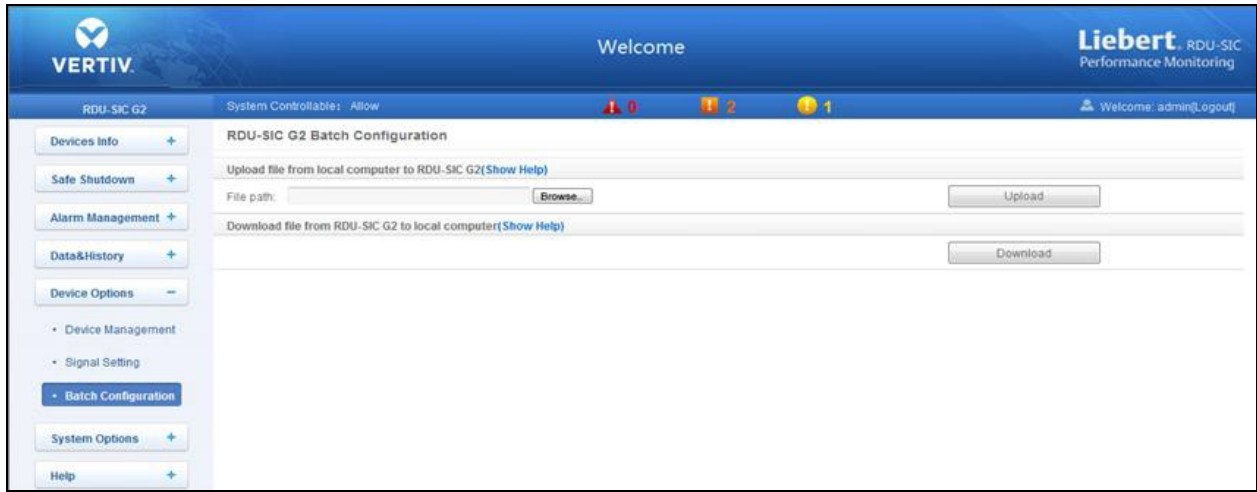 VERTIV.
Welcome
Liebert. RDU-SIC
Performance Monitoring
RDU-SIC G2
System Controllable: Allow
0
2
1
Welcome: admin[Logout]
Devices Info +
Safe Shutdown +
Alarm Management +
Data&History +
Device Options −
• Device Management
• Signal Setting
• Batch Configuration
System Options +
Help +
RDU-SIC G2 Batch Configuration
Upload file from local computer to RDU-SIC G2(Show Help)
File path:
Browse..
Upload
Download file from RDU-SIC G2 to local computer(Show Help)
Download